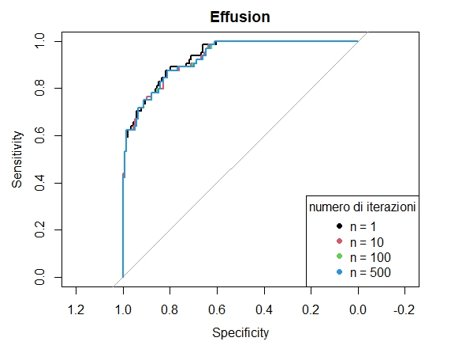 Effusion
Sensitivity
1.0
0.8
0.6
0.4
0.2
0.0
numero di iterazioni
n = 1
n = 10
n = 100
n = 500
1.2 1.0 0.8 0.6 0.4 0.2 0.0 -0.2
Specificity